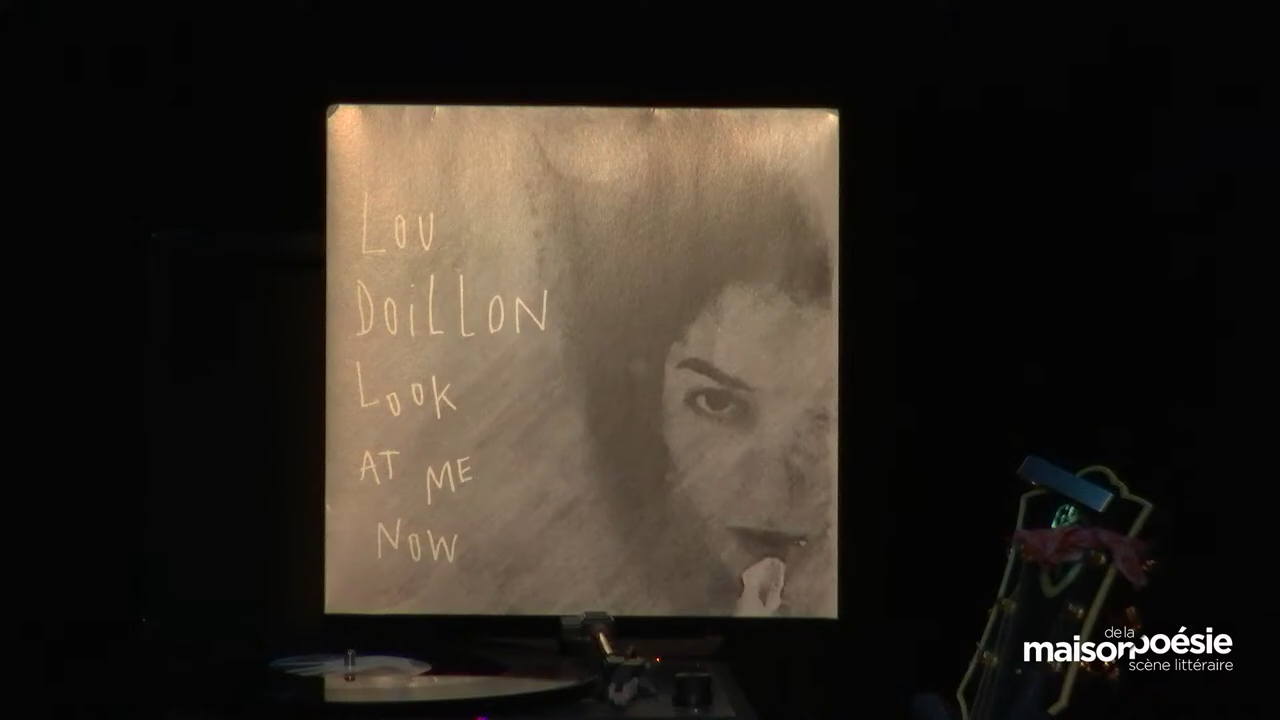 LOU
DOiLLON
LOOK
AT ME
NOW
de la
maison poésie
scène littéraire